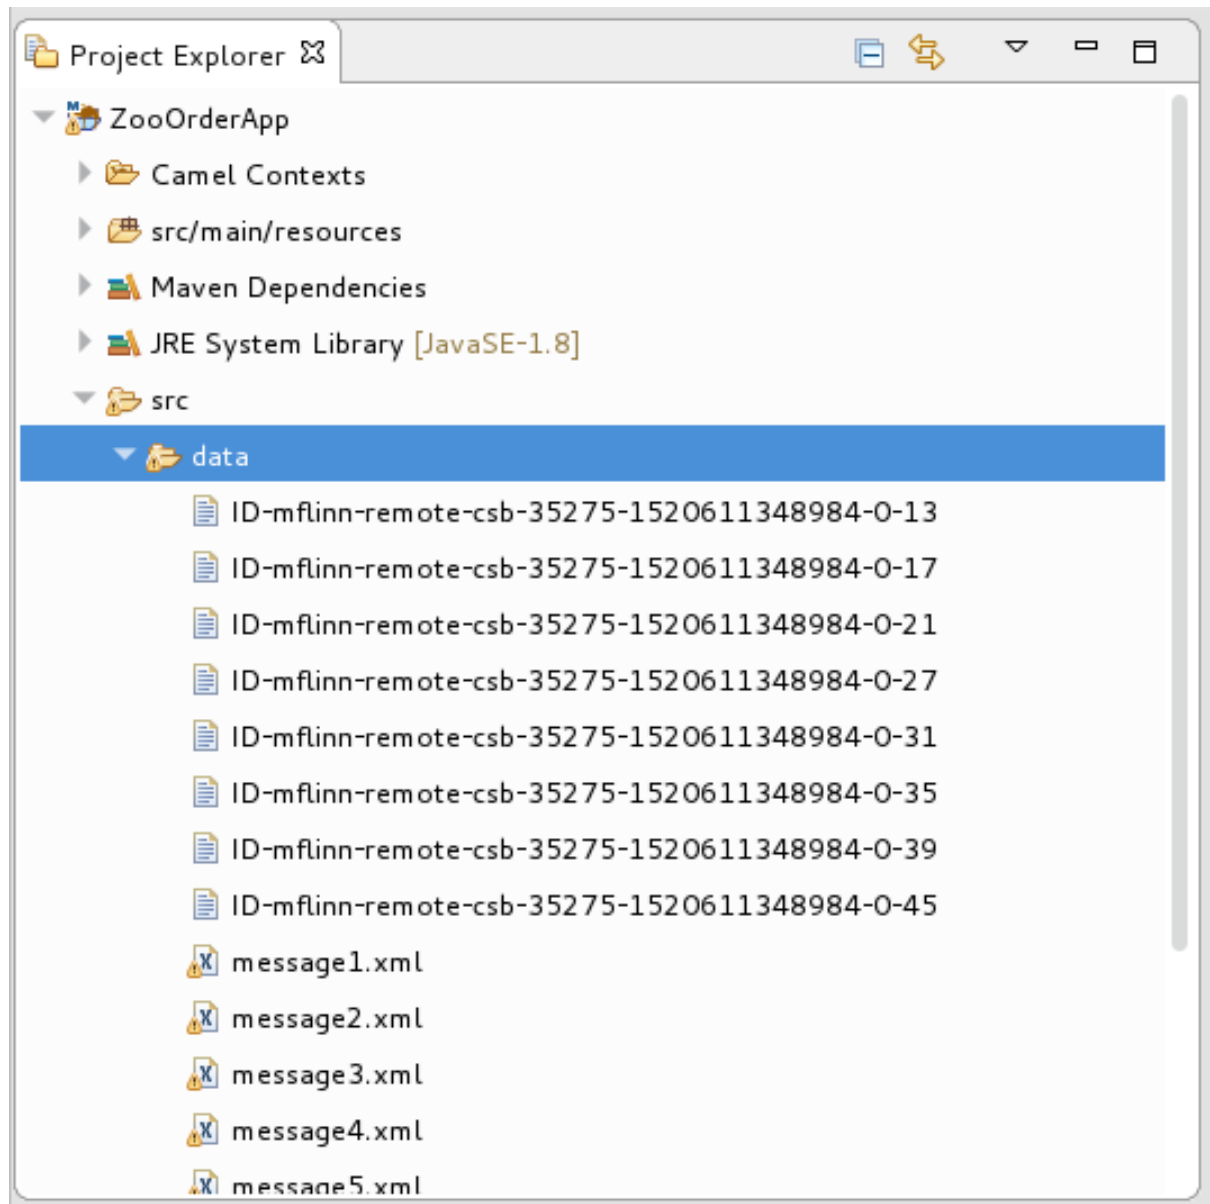 Project Explorer
ZooOrderApp
Camel Contexts
src/main/resources
Maven Dependencies
JRE System Library [JavaSE-1.8]
src
data
ID-mflinn-remote-csb-35275-1520611348984-0-13
ID-mflinn-remote-csb-35275-1520611348984-0-17
ID-mflinn-remote-csb-35275-1520611348984-0-21
ID-mflinn-remote-csb-35275-1520611348984-0-27
ID-mflinn-remote-csb-35275-1520611348984-0-31
ID-mflinn-remote-csb-35275-1520611348984-0-35
ID-mflinn-remote-csb-35275-1520611348984-0-39
ID-mflinn-remote-csb-35275-1520611348984-0-45
message1.xml
message2.xml
message3.xml
message4.xml
message5.xml